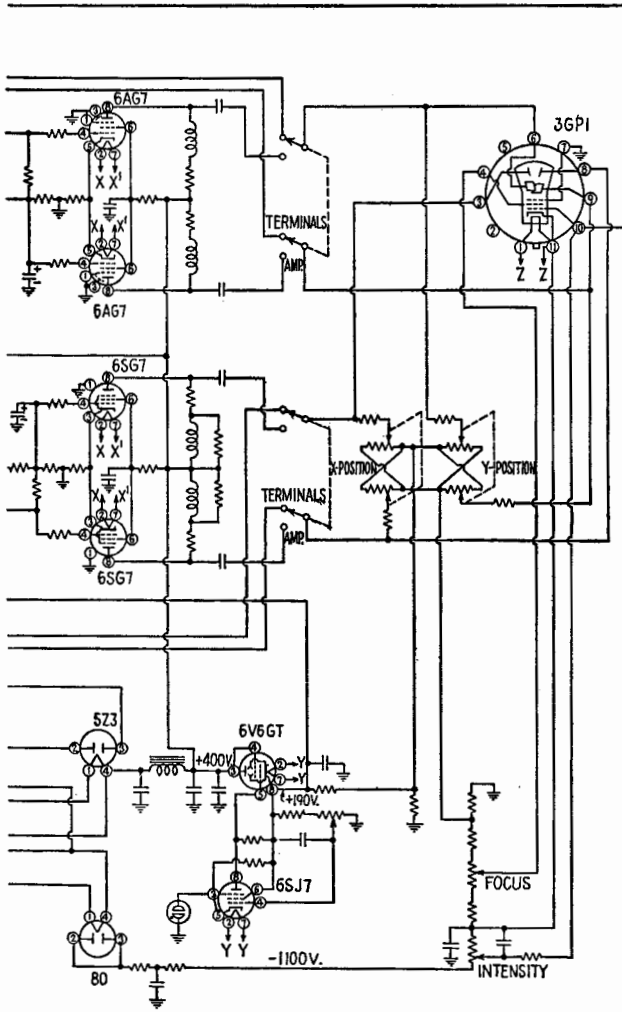 6AG7
3GP1
X X'
X X'
TERMINALS
Z Z
AMP.
6AG7
6SG7
X X'
X-POSITION
Y-POSITION
X X'
TERMINALS
AMP.
6SG7
5Z3
6V6GT
+400V.
Y
Y
+190V.
6SJ7
FOCUS
Y Y
80
-1100V.
INTENSITY